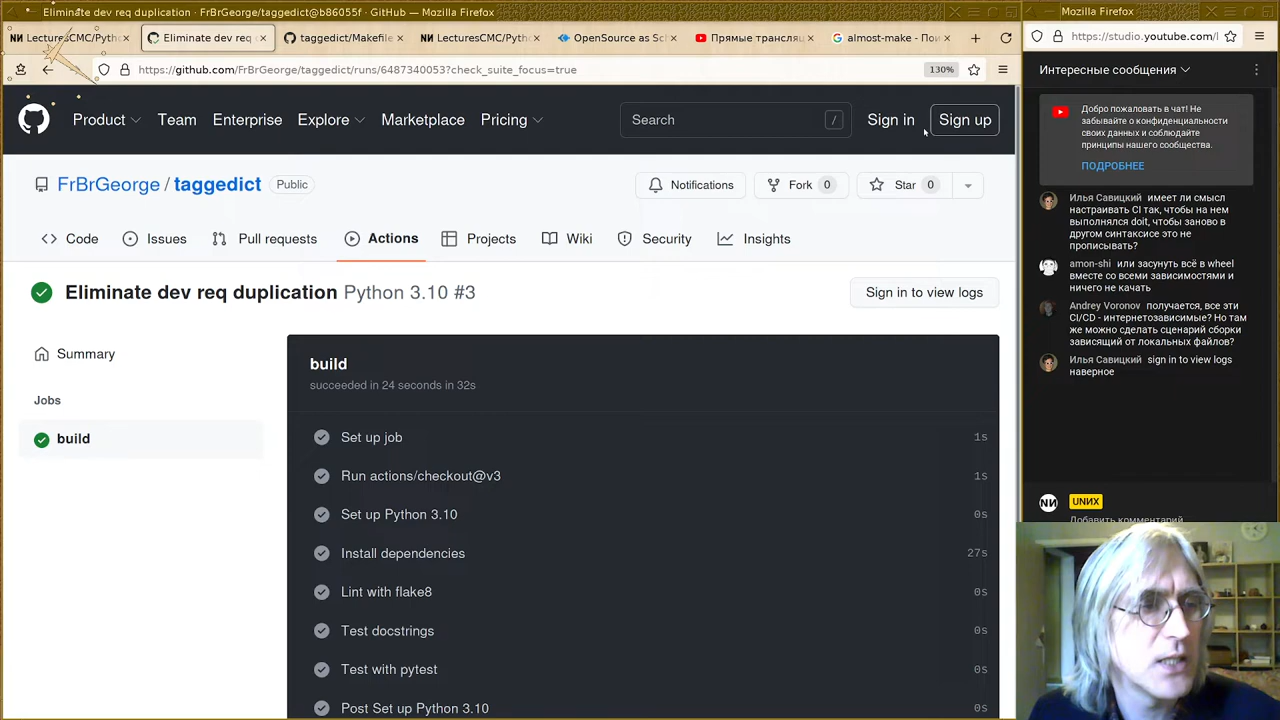 Eliminate dev req duplication · FrBrGeorge/taggedict@b86055f · GitHub — Mozilla Firefox
LecturesCMC/Pytho
Eliminate dev req
taggedict/Makefile
LecturesCMC/Pytho
OpenSource as Sc
Прямые трансляц
almost-make - Пои
https://github.com/FrBrGeorge/taggedict/runs/6487340053?check_suite_focus=true
130%
Product
Team
Enterprise
Explore
Marketplace
Pricing
Search
/
Sign in
Sign up
FrBrGeorge / taggedict
Public
Notifications
Fork 0
Star 0
Code
Issues
Pull requests
Actions
Projects
Wiki
Security
Insights
Eliminate dev req duplication Python 3.10 #3
Sign in to view logs
Summary
Jobs
build
build
succeeded in 24 seconds in 32s
Set up job 1s
Run actions/checkout@v3 1s
Set up Python 3.10 0s
Install dependencies 27s
Lint with flake8 0s
Test docstrings 0s
Test with pytest 0s
Post Set up Python 3.10 0s
Mozilla Firefox
https://studio.youtube.com/l
Интересные сообщения
Добро пожаловать в чат! Не
забывайте о конфиденциальности
своих данных и соблюдайте
принципы нашего сообщества.
ПОДРОБНЕЕ
Илья Савицкий имеет ли смысл
настраивать CI так, чтобы на нем
выполнялся doit, чтобы заново в
другом синтаксисе это не
прописывать?
amon-shi или засунуть всё в wheel
вместе со всеми зависимостями и
ничего не качать
Andrey Voronov получается, все эти
CI/CD - интернетозависимые? Но там
же можно сделать сценарий сборки
зависящий от локальных файлов?
Илья Савицкий sign in to view logs
наверное
UNИX
Добавить комментарий